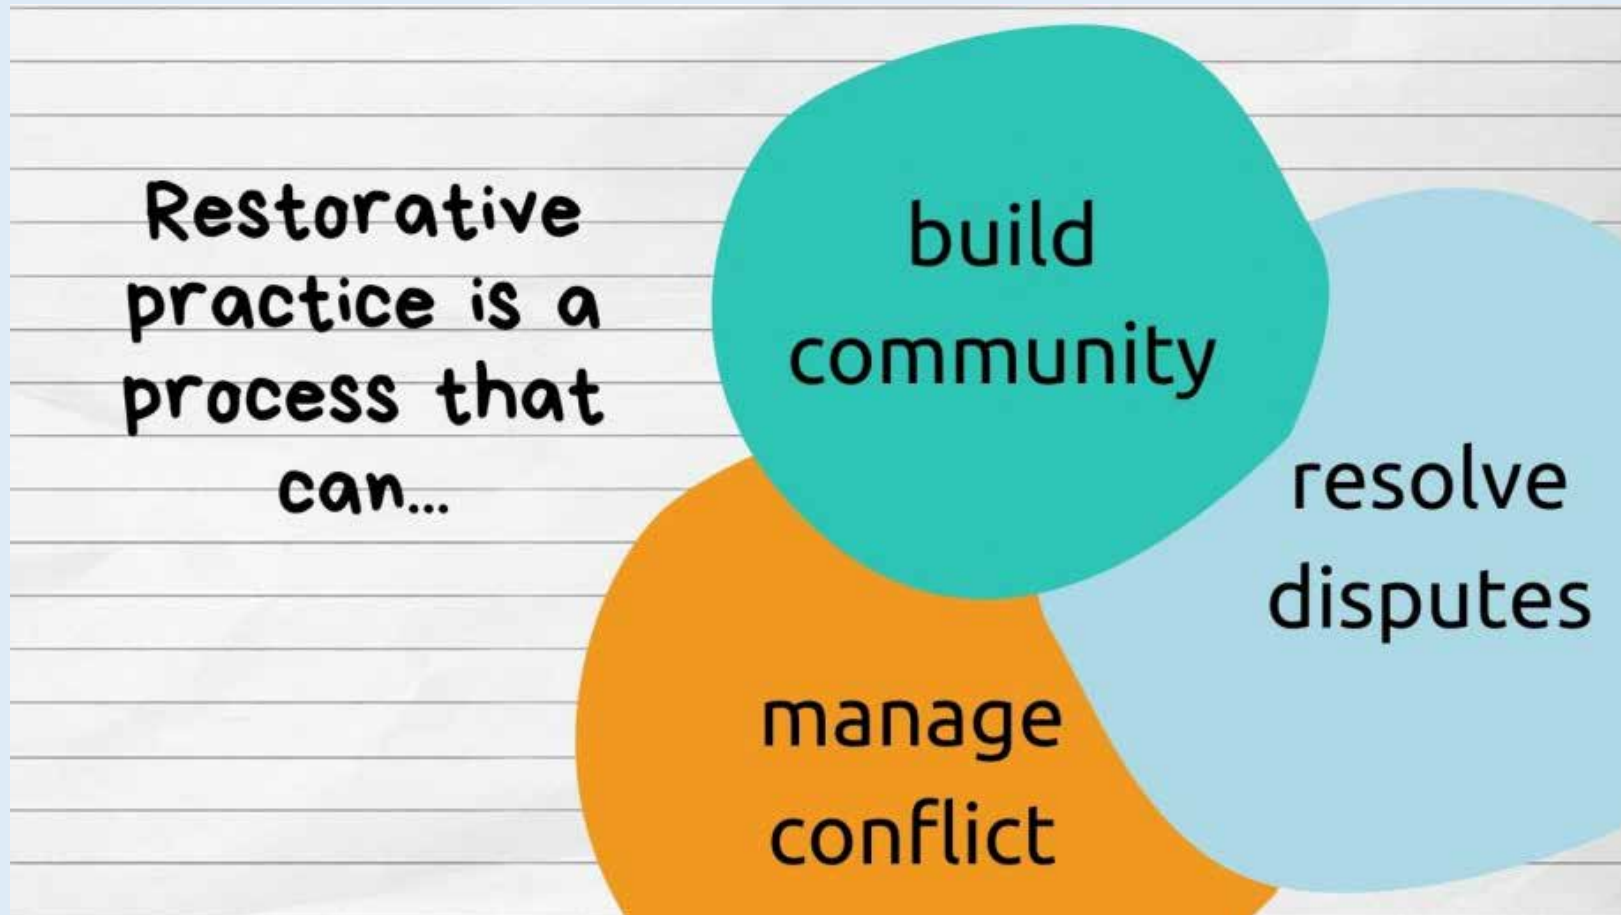 Restorative
practice is a
process that
can...
build
community
resolve
disputes
manage
conflict